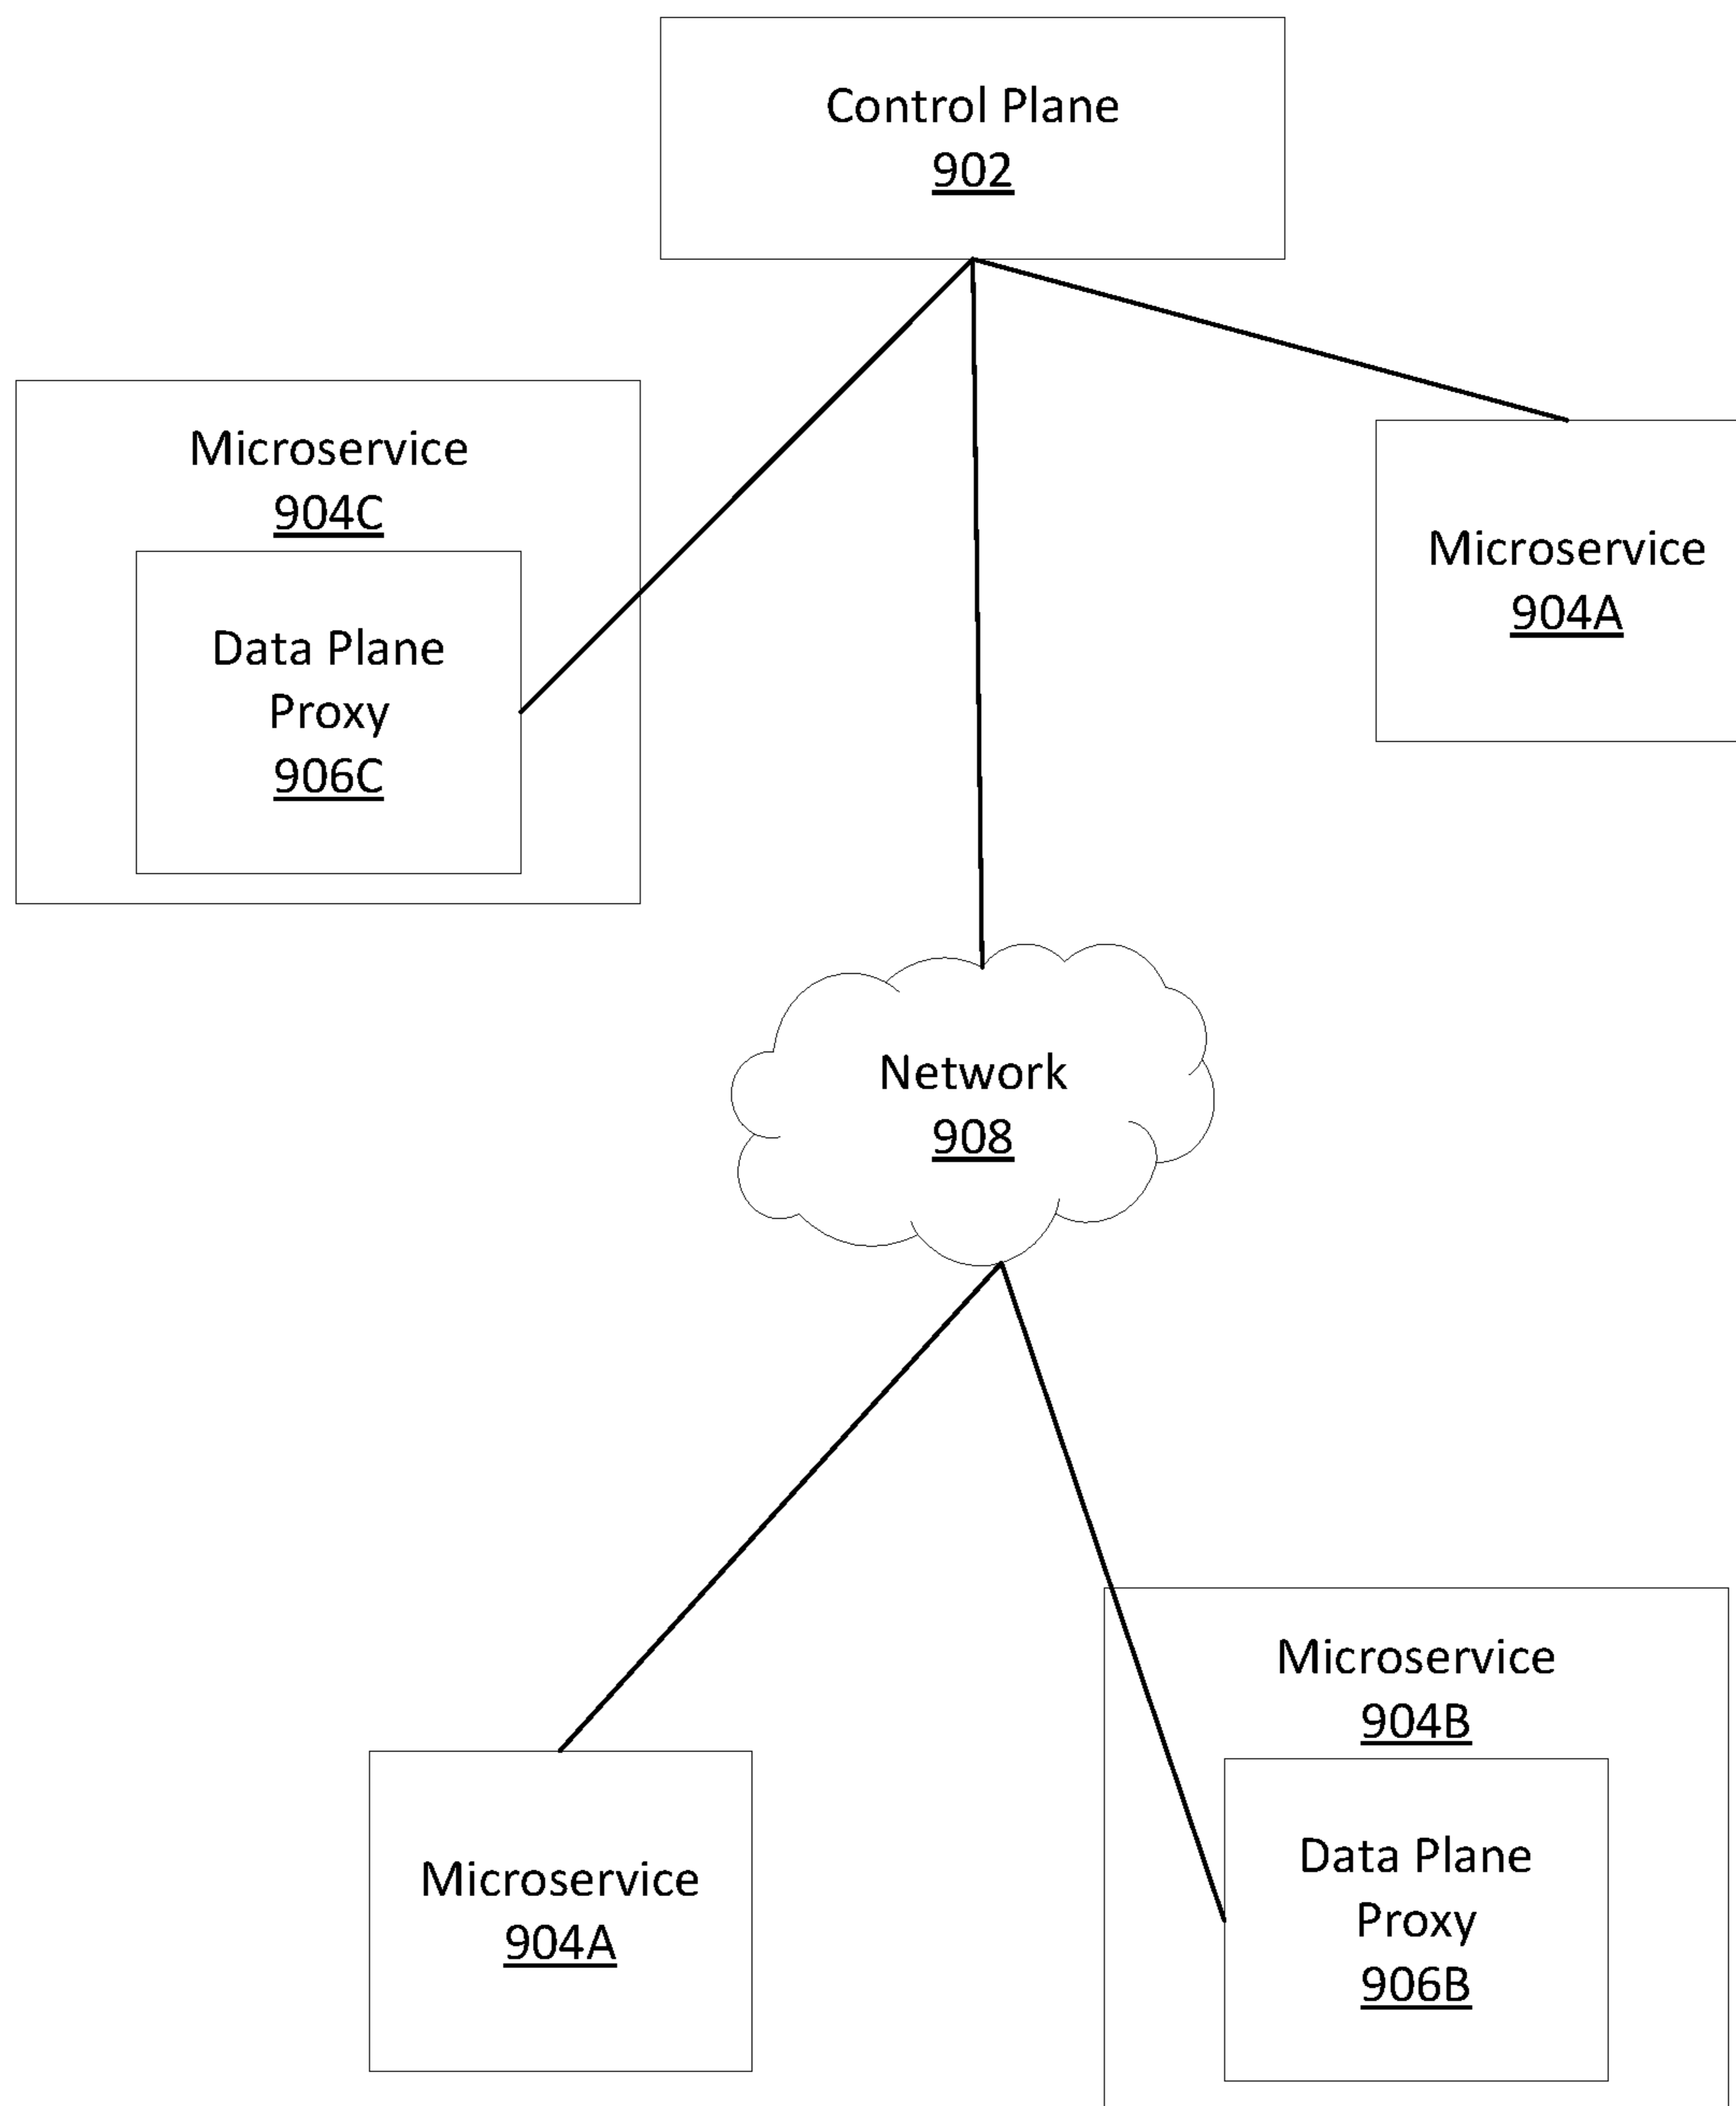 Control Plane
902
Microservice
904C
Data Plane
Proxy
906C
Microservice
904A
Network
908
Microservice
904A
Microservice
904B
Data Plane
Proxy
906B